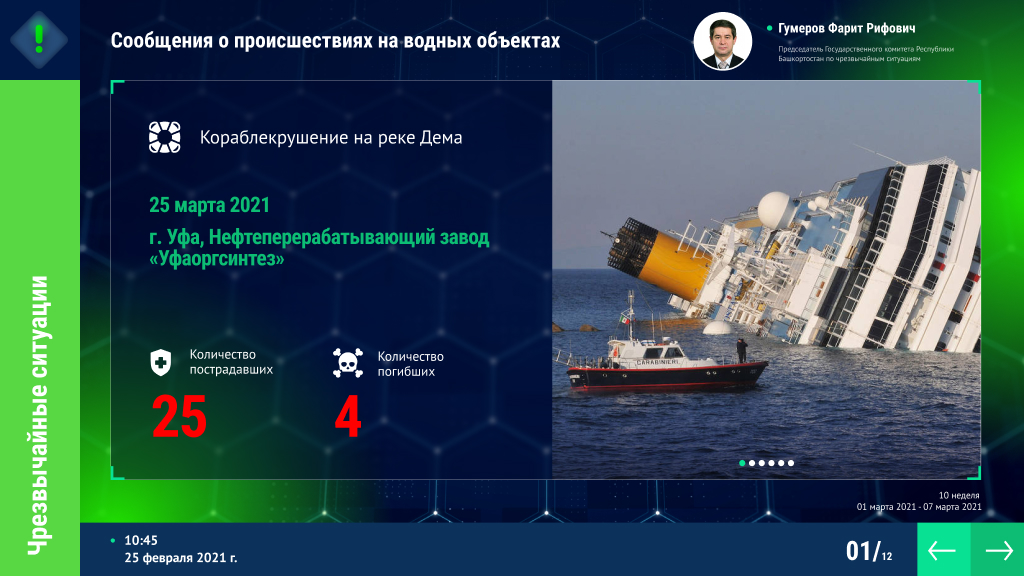 Сообщения о происшествиях на водных объектах
Гумеров Фарит Рифович
Председатель Государственного комитета Республики
Башкортостан по чрезвычайным ситуациям
Чрезвычайные ситуации
Кораблекрушение на реке Дема
25 марта 2021
г. Уфа, Нефтеперерабатывающий завод
«Уфаоргсинтез»
Количество
пострадавших
25
Количество
погибших
4
CARABINIERI
10 неделя
01 марта 2021 - 07 марта 2021
10:45
25 февраля 2021 г.
01/12